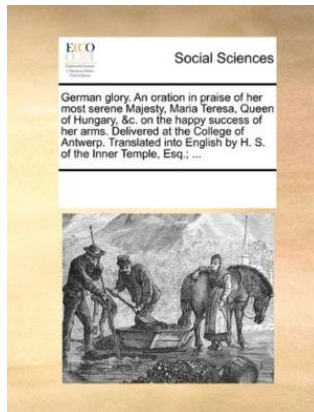 ECCO
Social Sciences
German glory. An oration in praise of her
most serene Majesty, Maria Teresa, Queen
of Hungary, &c. on the happy success of
her arms. Delivered at the College of
Antwerp. Translated into English by H. S.
of the Inner Temple, Esq.; ...